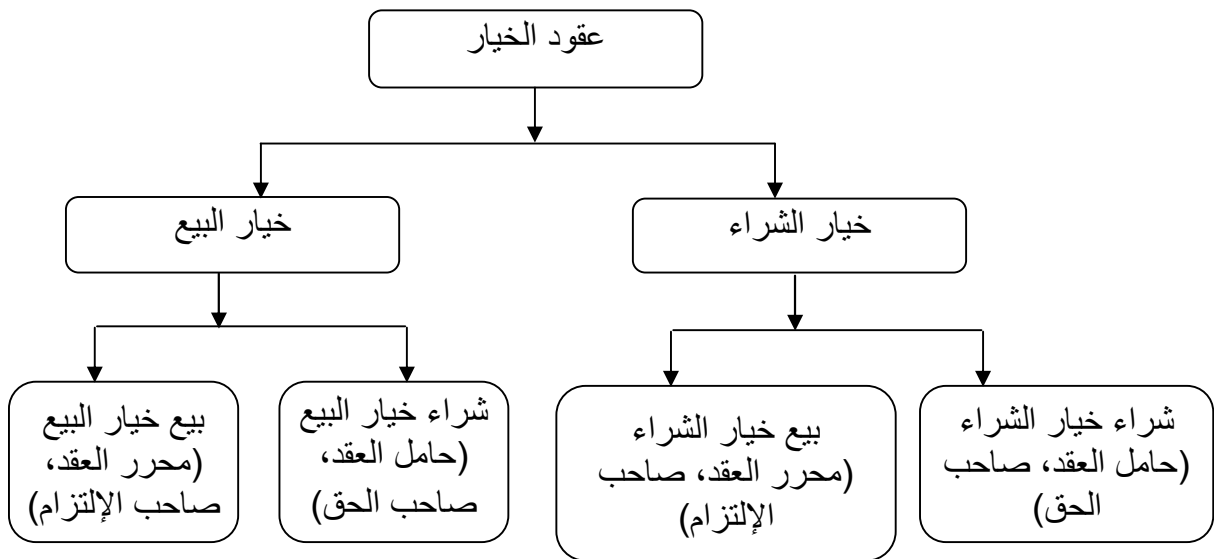 عقود الخيار
خيار الشراء
خيار البيع
شراء خيار الشراء
(حامل العقد، صاحب
الحق)
بيع خيار الشراء
(محرر العقد، صاحب
الإلتزام)
شراء خيار البيع
(حامل العقد،
صاحب الحق)
بيع خيار البيع
(محرر العقد،
صاحب الإلتزام)